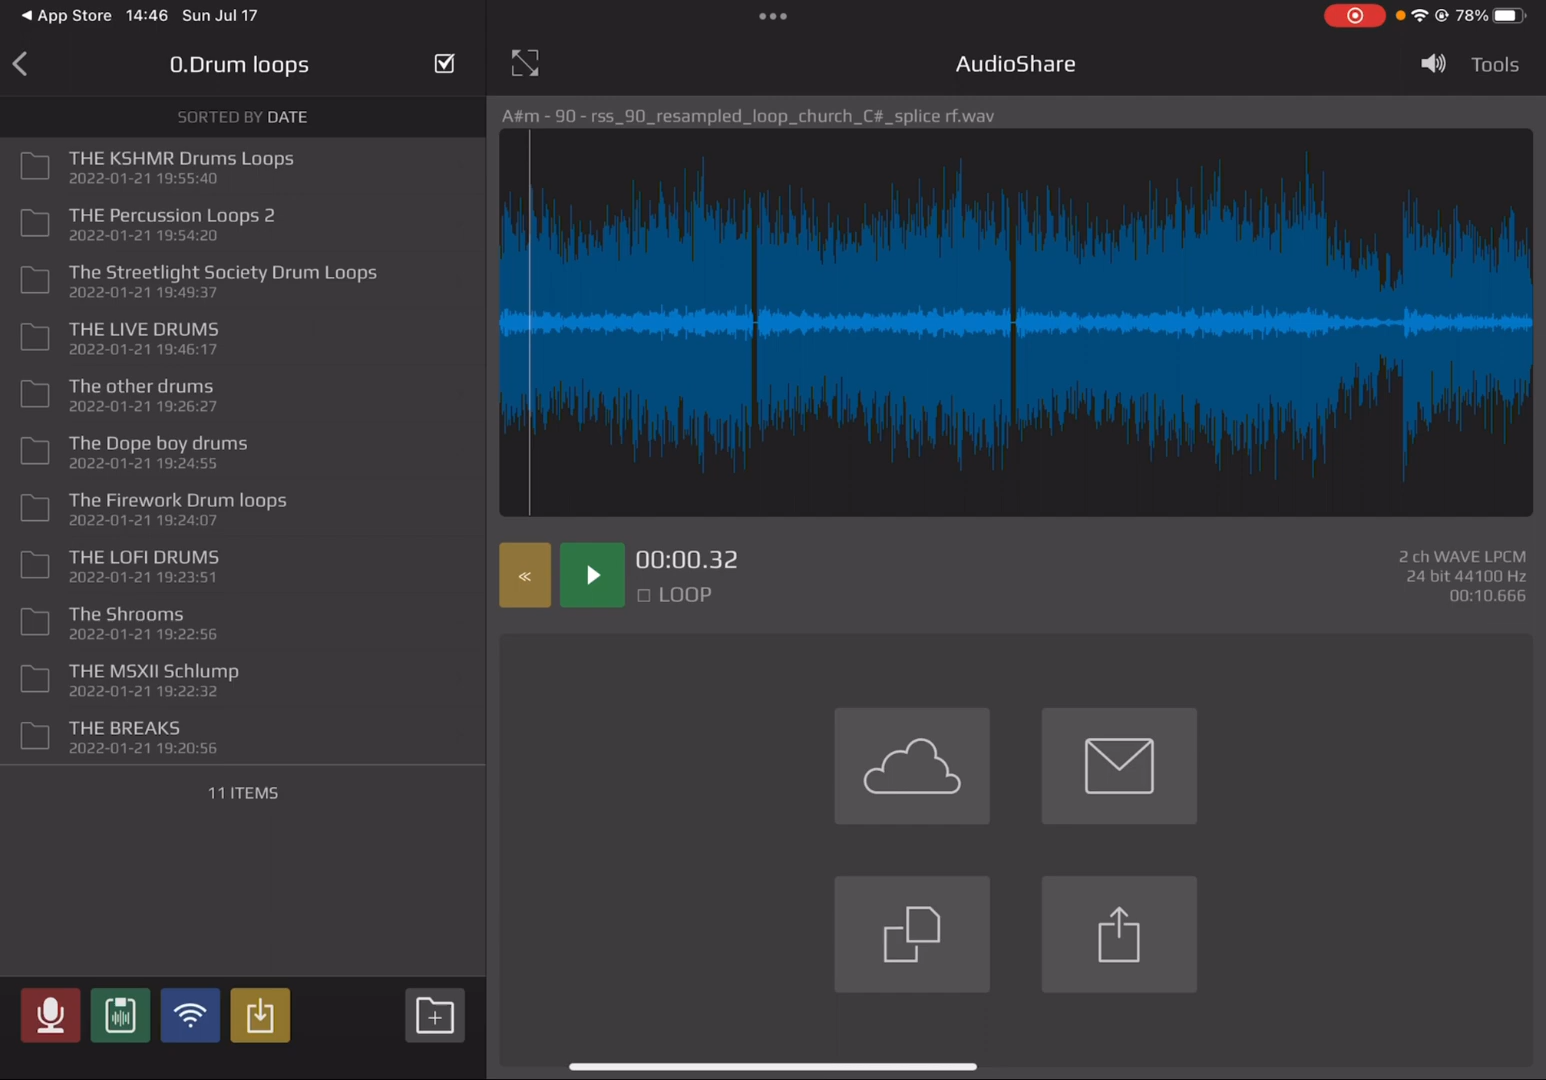 ◀ App Store 14:46 Sun Jul 17
78%
0.Drum loops
AudioShare
Tools
SORTED BY DATE
THE KSHMR Drums Loops
2022-01-21 19:55:40
THE Percussion Loops 2
2022-01-21 19:54:20
The Streetlight Society Drum Loops
2022-01-21 19:49:37
THE LIVE DRUMS
2022-01-21 19:46:17
The other drums
2022-01-21 19:26:27
The Dope boy drums
2022-01-21 19:24:55
The Firework Drum loops
2022-01-21 19:24:07
THE LOFI DRUMS
2022-01-21 19:23:51
The Shrooms
2022-01-21 19:22:56
THE MSXII Schlump
2022-01-21 19:22:32
THE BREAKS
2022-01-21 19:20:56
11 ITEMS
A#m - 90 - rss_90_resampled_loop_church_C#_splice rf.wav
00:00.32
LOOP
2 ch WAVE LPCM
24 bit 44100 Hz
00:10.666